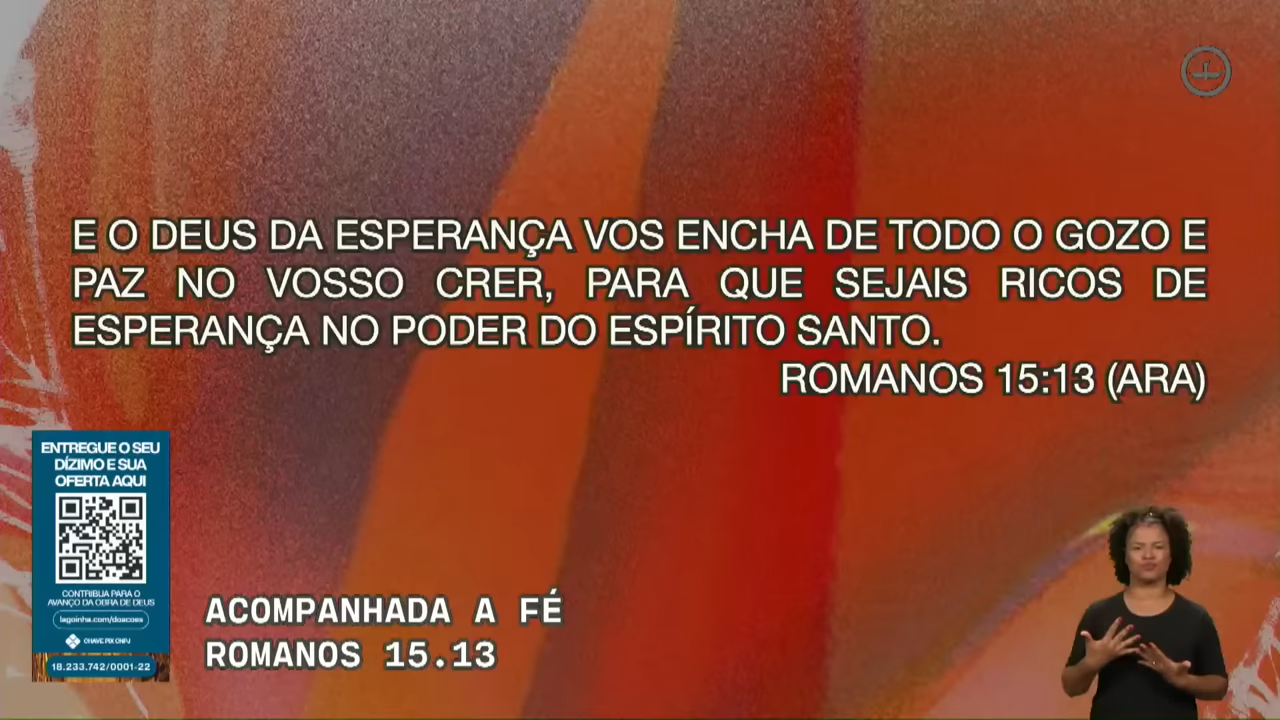 E O DEUS DA ESPERANÇA VOS ENCHA DE TODO O GOZO E
PAZ NO VOSSO CRER, PARA QUE SEJAIS RICOS DE
ESPERANÇA NO PODER DO ESPÍRITO SANTO.
ROMANOS 15:13 (ARA)
ENTREGUE O SEU
DÍZIMO E SUA
OFERTA AQUI
CONTRIBUA PARA O
AVANÇO DA OBRA DE DEUS
lagoinha.com/doacoes
CHAVE PIX CNPJ
18.233.742/0001-22
ACOMPANHADA A FÉ
ROMANOS 15.13